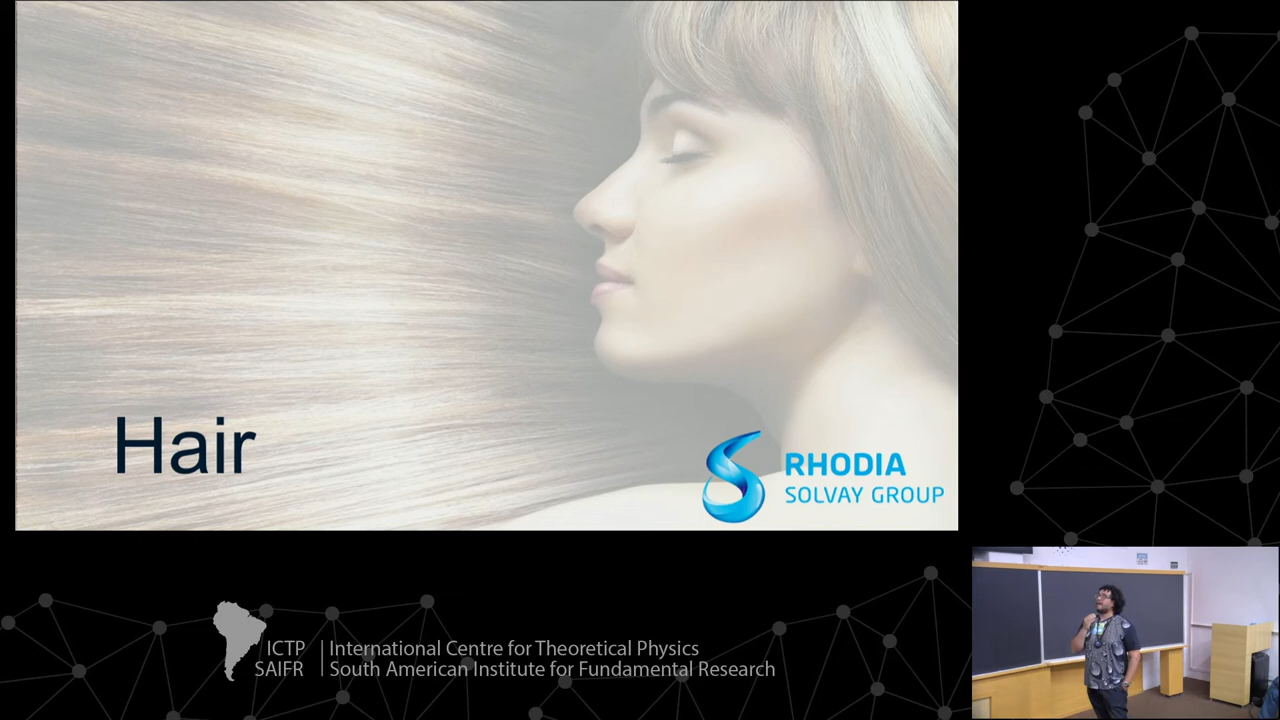 Hair
RHODIA
SOLVAY GROUP
ICTP
SAIFR
International Centre for Theoretical Physics
South American Institute for Fundamental Research